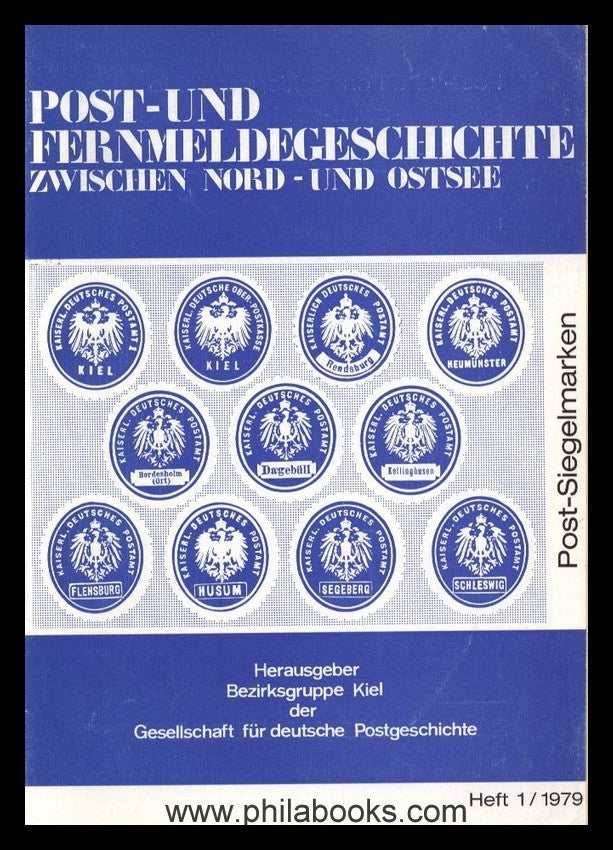 POST-UND
FERNMELDEGESCHICHTE
ZWISCHEN NORD-UND OSTSEE
KAISERL. DEUTSCHES POSTAMT I
KIEL
KAISERL. DEUTSCHE OBER-POSTKASSE
KIEL
KAISERLICH DEUTSCHES POSTAMT
Rendsburg
KAISERL. DEUTSCHES POSTAMT
NEUMÜNSTER
KAISERL. DEUTSCHES POSTAMT
Bordesholm
(Ort)
KAISERL. DEUTSCHES POSTAMT
Dagebüll
KAISERL. DEUTSCHES POSTAMT
Kellinghusen
KAISERL. DEUTSCHES POSTAMT
FLENSBURG
KAISERL. DEUTSCHES POSTAMT
HUSUM
KAISERL. DEUTSCHES POSTAMT
SEGEBERG
KAISERL. DEUTSCHES POSTAMT
SCHLESWIG
Post-Siegelmarken
Herausgeber
Bezirksgruppe Kiel
der
Gesellschaft für deutsche Postgeschichte
Heft 1/1979
www.philabooks.com